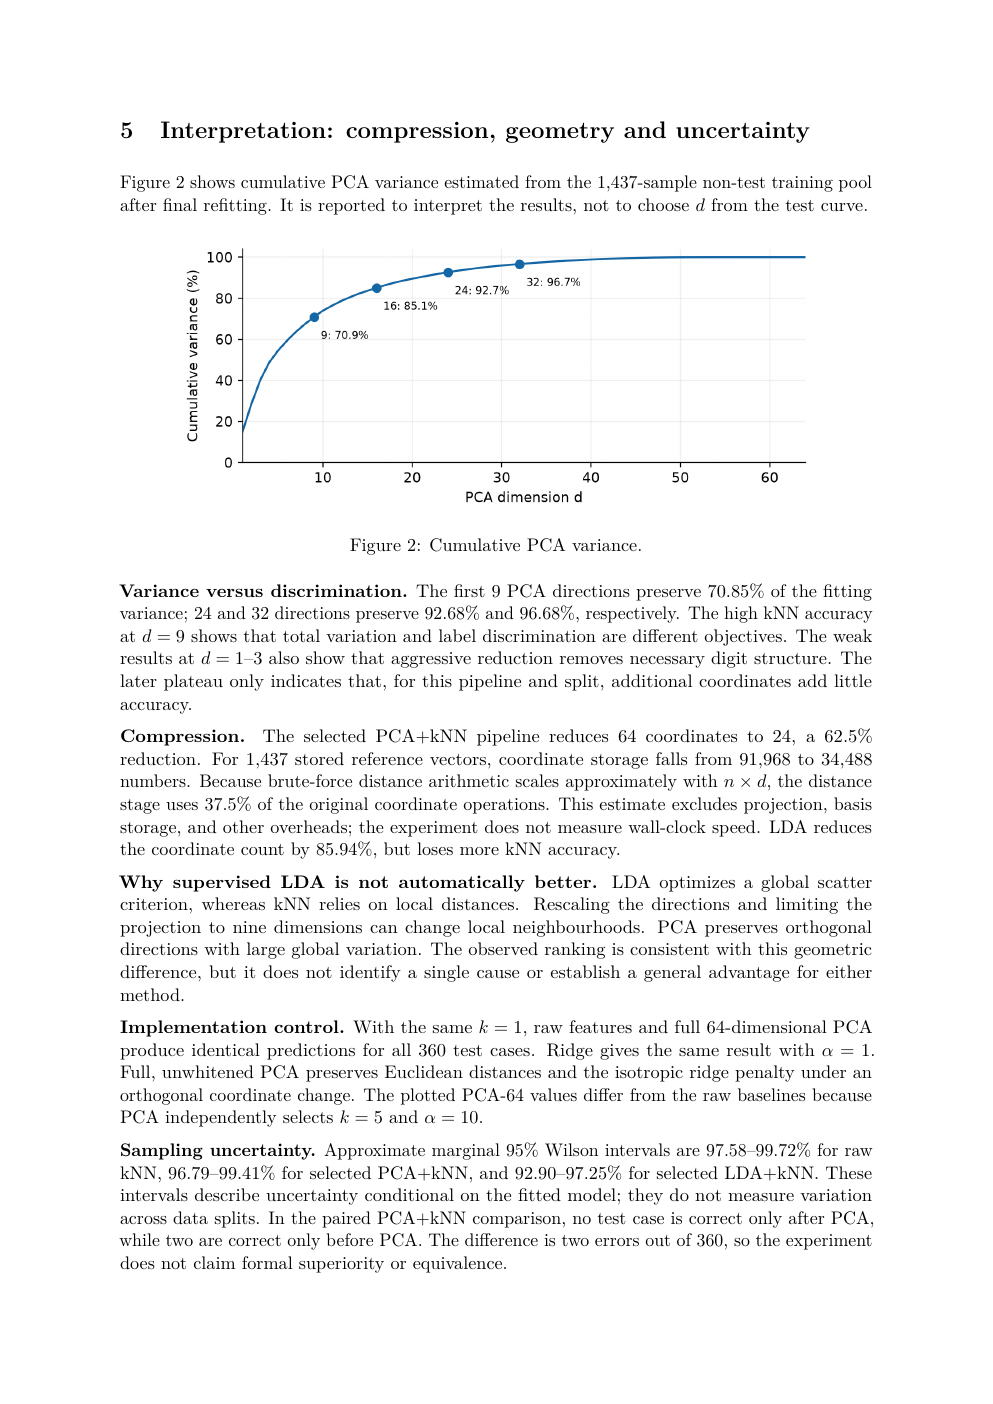 5 Interpretation: compression, geometry and uncertainty
Figure 2 shows cumulative PCA variance estimated from the 1,437-sample non-test training pool
after final refitting. It is reported to interpret the results, not to choose d from the test curve.
100
80
60
40
20
0
Cumulative variance (%)
9: 70.9%
16: 85.1%
24: 92.7%
32: 96.7%
10 20 30 40 50 60
PCA dimension d
Figure 2: Cumulative PCA variance.
Variance versus discrimination. The first 9 PCA directions preserve 70.85% of the fitting
variance; 24 and 32 directions preserve 92.68% and 96.68%, respectively. The high kNN accuracy
at d = 9 shows that total variation and label discrimination are different objectives. The weak
results at d = 1–3 also show that aggressive reduction removes necessary digit structure. The
later plateau only indicates that, for this pipeline and split, additional coordinates add little
accuracy.
Compression. The selected PCA+kNN pipeline reduces 64 coordinates to 24, a 62.5%
reduction. For 1,437 stored reference vectors, coordinate storage falls from 91,968 to 34,488
numbers. Because brute-force distance arithmetic scales approximately with n × d, the distance
stage uses 37.5% of the original coordinate operations. This estimate excludes projection, basis
storage, and other overheads; the experiment does not measure wall-clock speed. LDA reduces
the coordinate count by 85.94%, but loses more kNN accuracy.
Why supervised LDA is not automatically better. LDA optimizes a global scatter
criterion, whereas kNN relies on local distances. Rescaling the directions and limiting the
projection to nine dimensions can change local neighbourhoods. PCA preserves orthogonal
directions with large global variation. The observed ranking is consistent with this geometric
difference, but it does not identify a single cause or establish a general advantage for either
method.
Implementation control. With the same k = 1, raw features and full 64-dimensional PCA
produce identical predictions for all 360 test cases. Ridge gives the same result with α = 1.
Full, unwhitened PCA preserves Euclidean distances and the isotropic ridge penalty under an
orthogonal coordinate change. The plotted PCA-64 values differ from the raw baselines because
PCA independently selects k = 5 and α = 10.
Sampling uncertainty. Approximate marginal 95% Wilson intervals are 97.58–99.72% for raw
kNN, 96.79–99.41% for selected PCA+kNN, and 92.90–97.25% for selected LDA+kNN. These
intervals describe uncertainty conditional on the fitted model; they do not measure variation
across data splits. In the paired PCA+kNN comparison, no test case is correct only after PCA,
while two are correct only before PCA. The difference is two errors out of 360, so the experiment
does not claim formal superiority or equivalence.